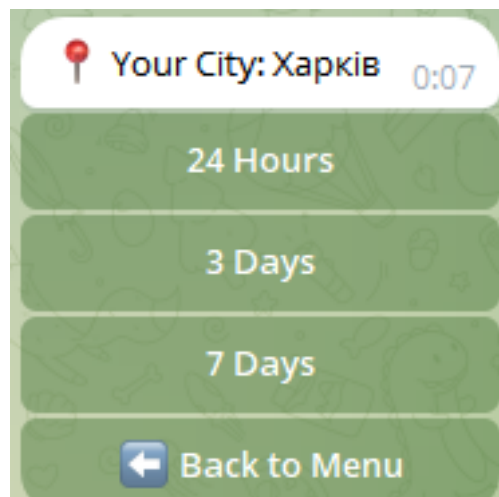 📍 Your City: Харків 0:07
24 Hours
3 Days
7 Days
⬅️ Back to Menu